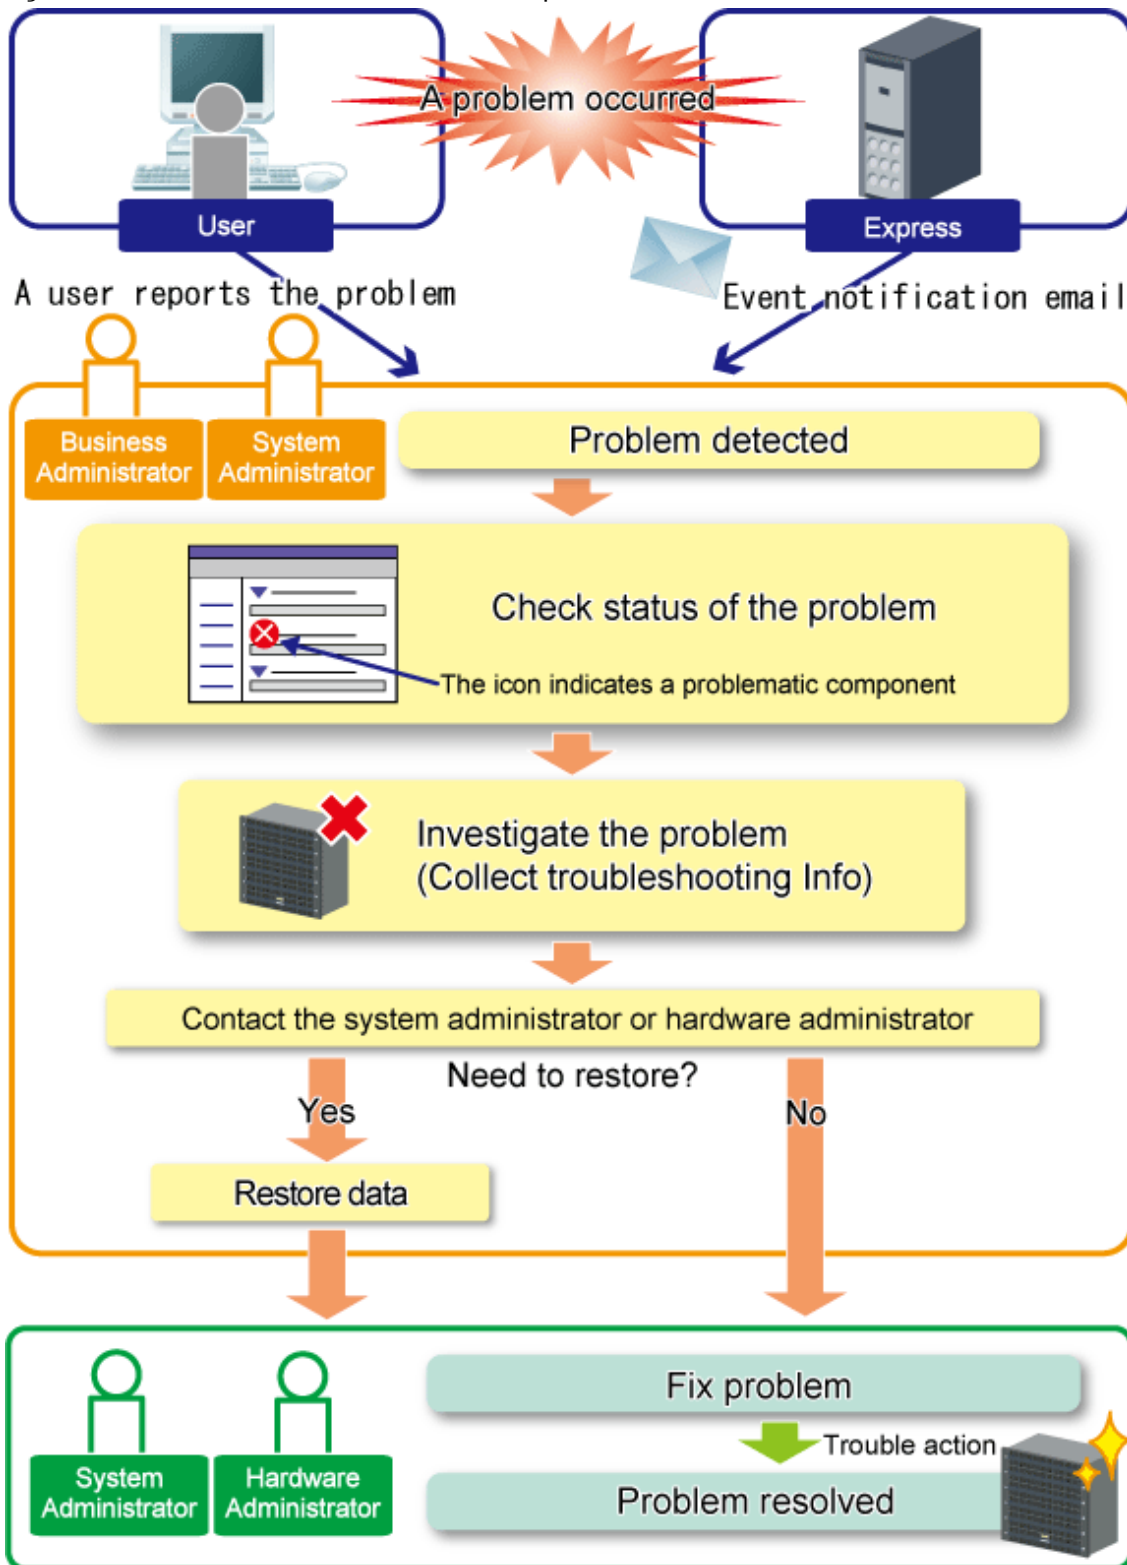 A problem occurred
User
Express
A user reports the problem
Event notification email
Business
Administrator
System
Administrator
Problem detected
Check status of the problem
The icon indicates a problematic component
Investigate the problem
(Collect troubleshooting Info)
Contact the system administrator or hardware administrator
Need to restore?
Yes
No
Restore data
Fix problem
Trouble action
System
Administrator
Hardware
Administrator
Problem resolved